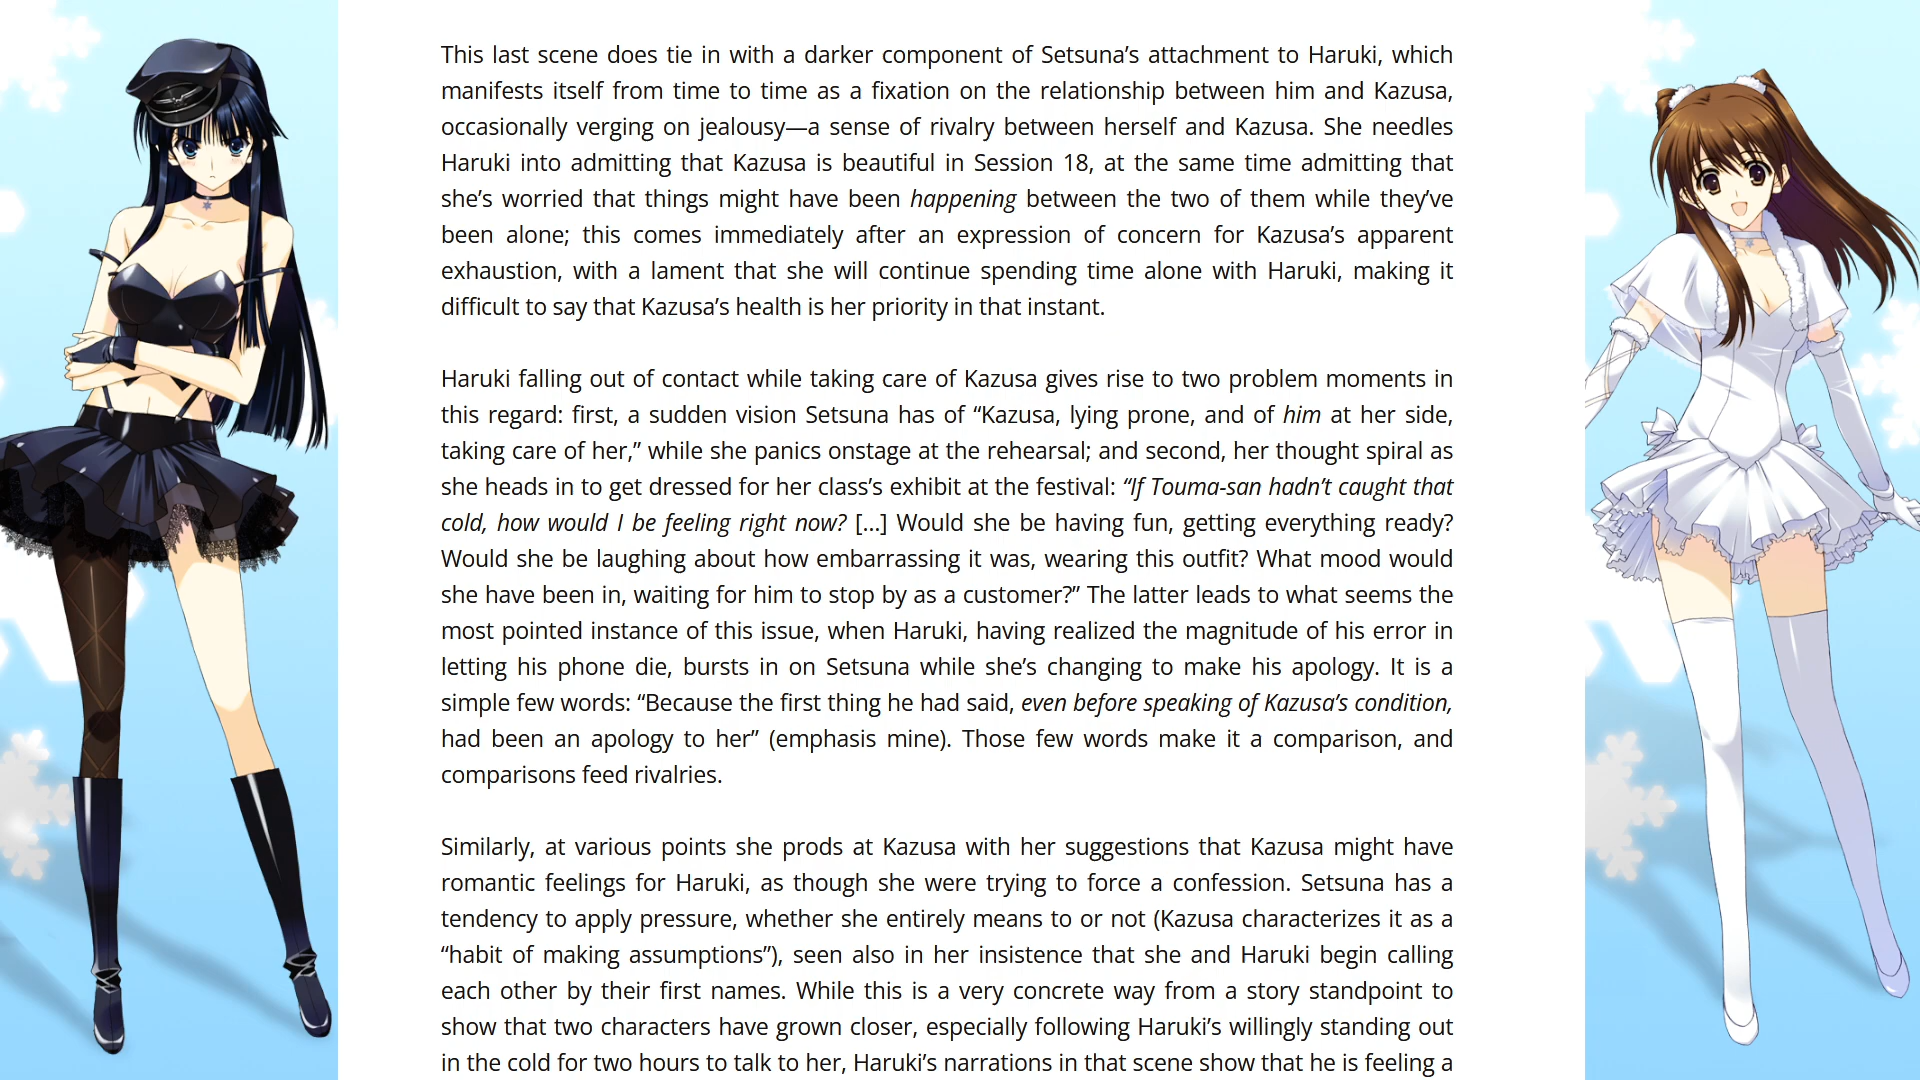 This last scene does tie in with a darker component of Setsuna’s attachment to Haruki, which
manifests itself from time to time as a fixation on the relationship between him and Kazusa,
occasionally verging on jealousy—a sense of rivalry between herself and Kazusa. She needles
Haruki into admitting that Kazusa is beautiful in Session 18, at the same time admitting that
she’s worried that things might have been happening between the two of them while they’ve
been alone; this comes immediately after an expression of concern for Kazusa’s apparent
exhaustion, with a lament that she will continue spending time alone with Haruki, making it
difficult to say that Kazusa’s health is her priority in that instant.
Haruki falling out of contact while taking care of Kazusa gives rise to two problem moments in
this regard: first, a sudden vision Setsuna has of “Kazusa, lying prone, and of him at her side,
taking care of her,” while she panics onstage at the rehearsal; and second, her thought spiral as
she heads in to get dressed for her class’s exhibit at the festival: “If Touma-san hadn’t caught that
cold, how would I be feeling right now? [...] Would she be having fun, getting everything ready?
Would she be laughing about how embarrassing it was, wearing this outfit? What mood would
she have been in, waiting for him to stop by as a customer?” The latter leads to what seems the
most pointed instance of this issue, when Haruki, having realized the magnitude of his error in
letting his phone die, bursts in on Setsuna while she’s changing to make his apology. It is a
simple few words: “Because the first thing he had said, even before speaking of Kazusa’s condition,
had been an apology to her” (emphasis mine). Those few words make it a comparison, and
comparisons feed rivalries.
Similarly, at various points she prods at Kazusa with her suggestions that Kazusa might have
romantic feelings for Haruki, as though she were trying to force a confession. Setsuna has a
tendency to apply pressure, whether she entirely means to or not (Kazusa characterizes it as a
“habit of making assumptions”), seen also in her insistence that she and Haruki begin calling
each other by their first names. While this is a very concrete way from a story standpoint to
show that two characters have grown closer, especially following Haruki’s willingly standing out
in the cold for two hours to talk to her, Haruki’s narrations in that scene show that he is feeling a